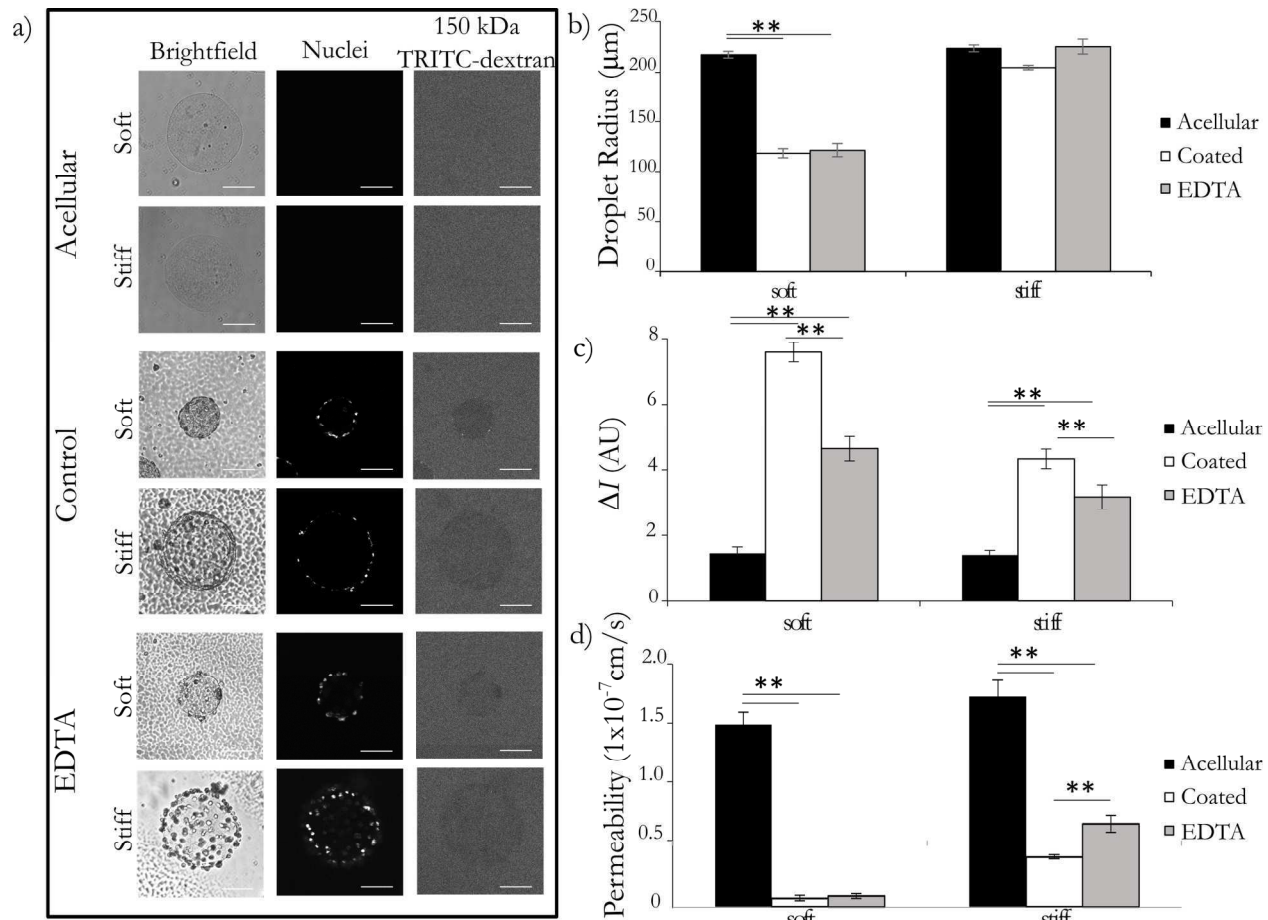 a)
Brightfield
Nuclei
150 kDa
TRITC-dextran
Acellular
Soft
Stiff
Control
Soft
Stiff
EDTA
Soft
Stiff
b)
Droplet Radius (µm)
250
200
150
100
50
0
**
soft
stiff
Acellular
Coated
EDTA
c)
ΔI (AU)
8
6
4
2
0
**
**
**
**
soft
stiff
Acellular
Coated
EDTA
d)
Permeability (1x10⁻⁷ cm/s)
2.0
1.5
1.0
0.5
0
**
**
**
soft
stiff
Acellular
Coated
EDTA